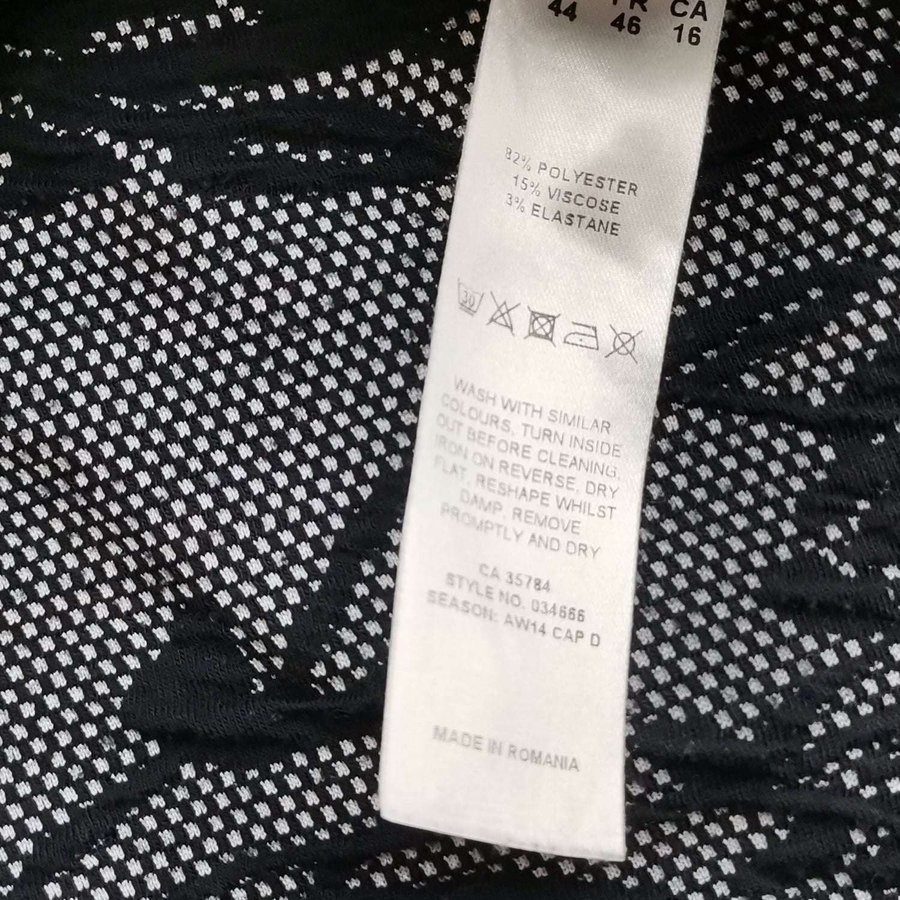 FR CA
44 46 16
82% POLYESTER
15% VISCOSE
3% ELASTANE
30
WASH WITH SIMILAR
COLOURS, TURN INSIDE
OUT BEFORE CLEANING,
IRON ON REVERSE, DRY
FLAT, RESHAPE WHILST
DAMP, REMOVE
PROMPTLY AND DRY
CA 35784
STYLE NO. 034666
SEASON: AW14 CAP D
MADE IN ROMANIA